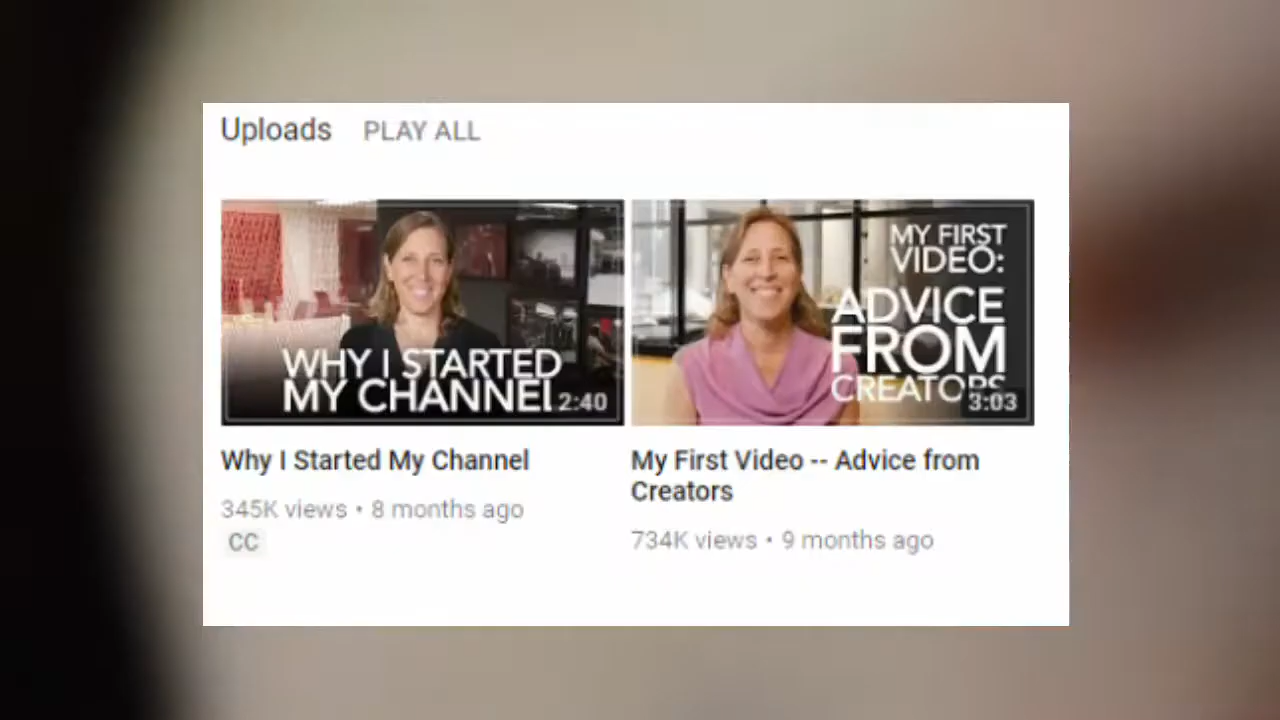 Uploads PLAY ALL
WHY I STARTED
MY CHANNEL
2:40
MY FIRST
VIDEO:
ADVICE
FROM
CREATORS
3:03
Why I Started My Channel
345K views • 8 months ago
CC
My First Video -- Advice from
Creators
734K views • 9 months ago